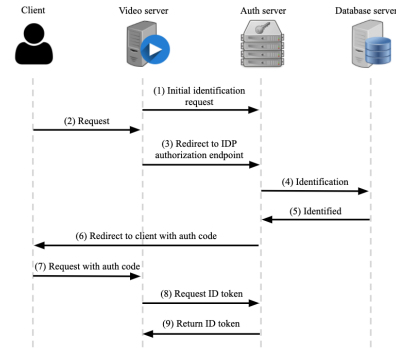 Client
Video server
Auth server
Database server
(1) Initial identification
request
(2) Request
(3) Redirect to IDP
authorization endpoint
(4) Identification
(5) Identified
(6) Redirect to client with auth code
(7) Request with auth code
(8) Request ID token
(9) Return ID token